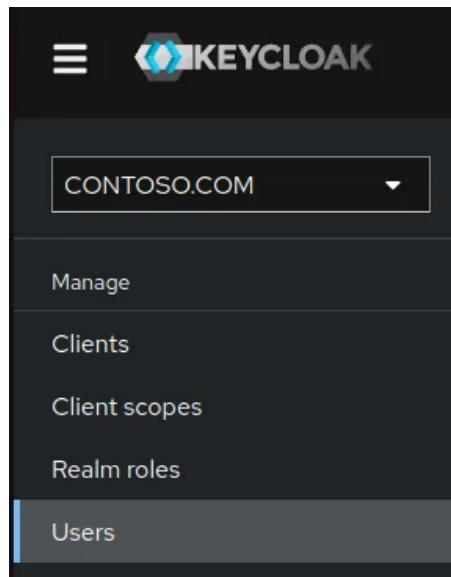 KEYCLOAK
CONTOSO.COM
Manage
Clients
Client scopes
Realm roles
Users